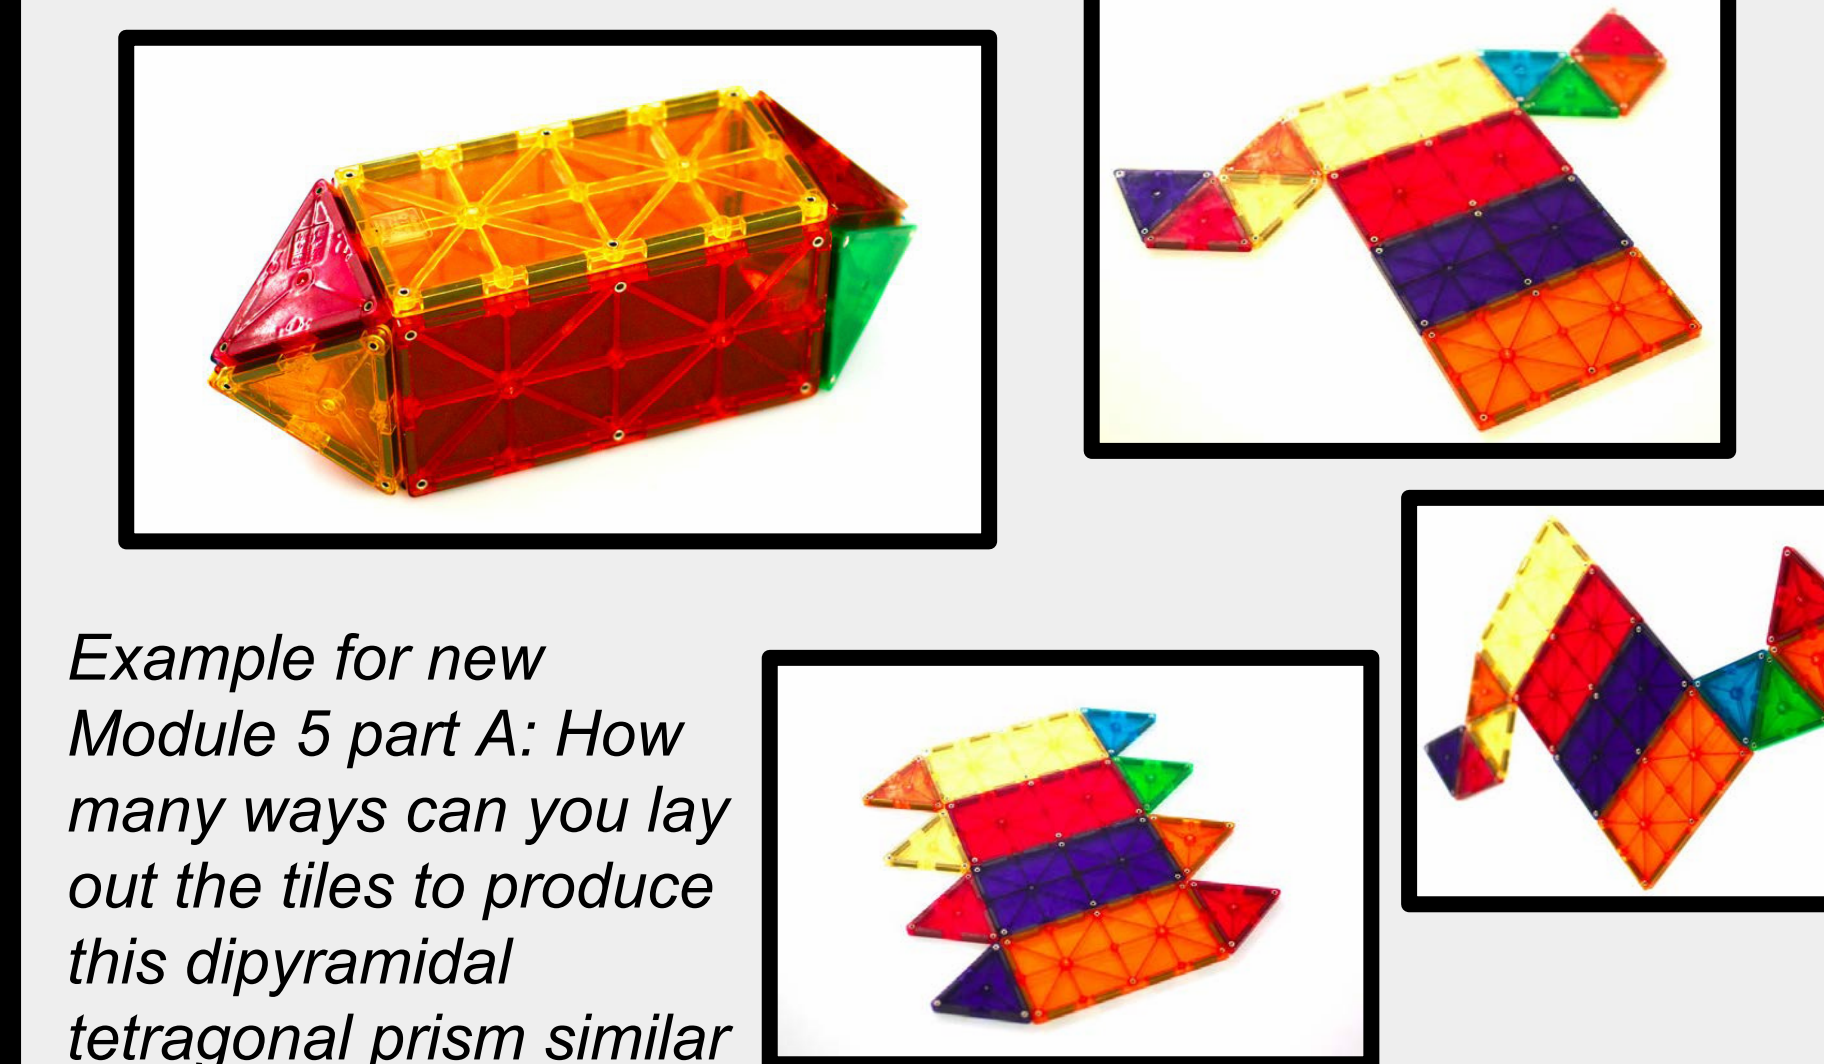 Example for new
Module 5 part A: How
many ways can you lay
out the tiles to produce
this dipyramidal
tetragonal prism similar